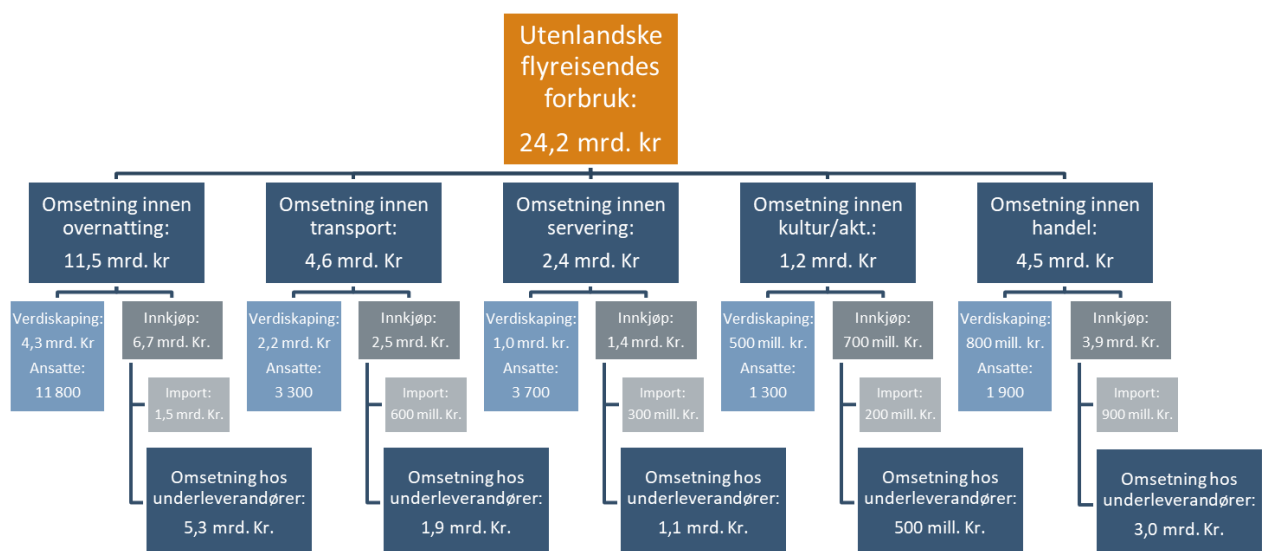 Utenlandske
flyreisendes
forbruk:
24,2 mrd. kr
Omsetning innen
overnatting:
11,5 mrd. kr
Omsetning innen
transport:
4,6 mrd. Kr
Omsetning innen
servering:
2,4 mrd. Kr
Omsetning innen
kultur/akt.:
1,2 mrd. Kr
Omsetning innen
handel:
4,5 mrd. Kr
Verdiskaping:
4,3 mrd. Kr
Ansatte:
11 800
Innkjøp:
6,7 mrd. Kr.
Import:
1,5 mrd. Kr.
Omsetning hos
underleverandører:
5,3 mrd. Kr.
Verdiskaping:
2,2 mrd. Kr
Ansatte:
3 300
Innkjøp:
2,5 mrd. Kr.
Import:
600 mill. Kr.
Omsetning hos
underleverandører:
1,9 mrd. Kr.
Verdiskaping:
1,0 mrd. kr.
Ansatte:
3 700
Innkjøp:
1,4 mrd. Kr.
Import:
300 mill. Kr.
Omsetning hos
underleverandører:
1,1 mrd. Kr.
Verdiskaping:
500 mill. kr.
Ansatte:
1 300
Innkjøp:
700 mill. Kr.
Import:
200 mill. Kr.
Omsetning hos
underleverandører:
500 mill. Kr.
Verdiskaping:
800 mill. kr.
Ansatte:
1 900
Innkjøp:
3,9 mrd. Kr.
Import:
900 mill. Kr.
Omsetning hos
underleverandører:
3,0 mrd. Kr.